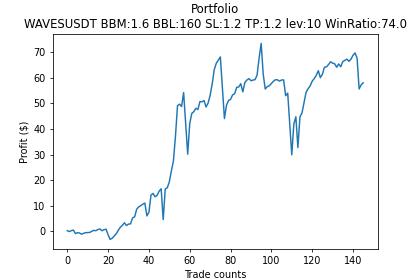 Portfolio
WAVESUSDT BBM:1.6 BBL:160 SL:1.2 TP:1.2 lev:10 WinRatio:74.0
Profit ($)
70
60
50
40
30
20
10
0
0 20 40 60 80 100 120 140
Trade counts